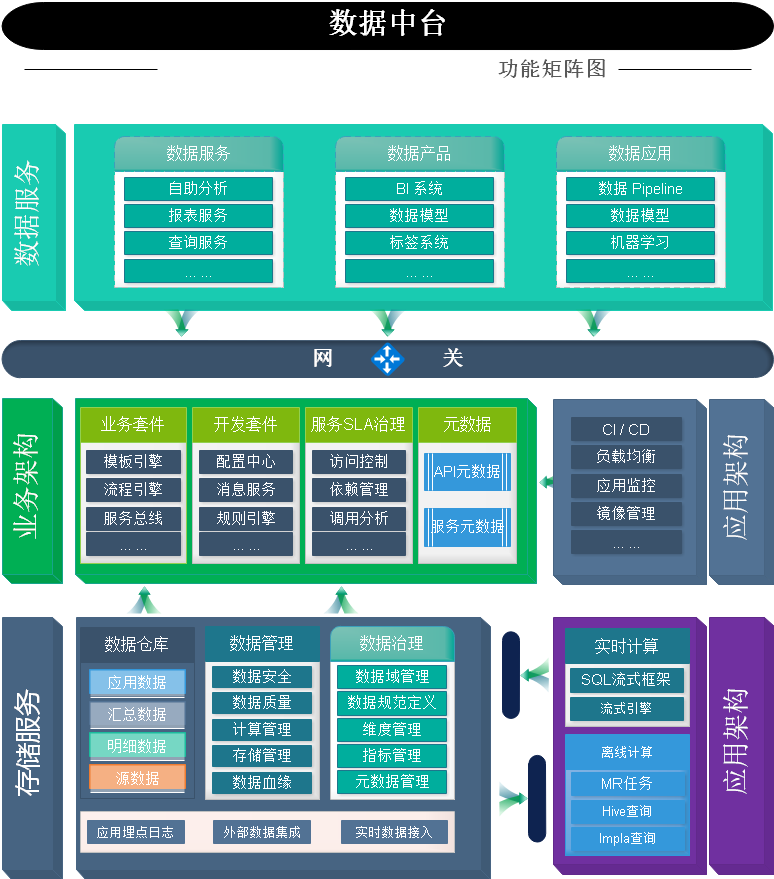 数据中台
功能矩阵图
数据服务
数据服务
自助分析
报表服务
查询服务
... ...
数据产品
BI 系统
数据模型
标签系统
... ...
数据应用
数据 Pipeline
数据模型
机器学习
... ...
网 关
业务架构
业务套件
模板引擎
流程引擎
服务总线
... ...
开发套件
配置中心
消息服务
规则引擎
... ...
服务SLA治理
访问控制
依赖管理
调用分析
... ...
元数据
API元数据
服务元数据
CI / CD
负载均衡
应用监控
镜像管理
... ...
应用架构
存储服务
数据仓库
应用数据
汇总数据
明细数据
源数据
数据管理
数据安全
数据质量
计算管理
存储管理
数据血缘
数据治理
数据域管理
数据规范定义
维度管理
指标管理
元数据管理
应用埋点日志
外部数据集成
实时数据接入
实时计算
SQL流式框架
流式引擎
离线计算
MR任务
Hive查询
Impla查询
应用架构